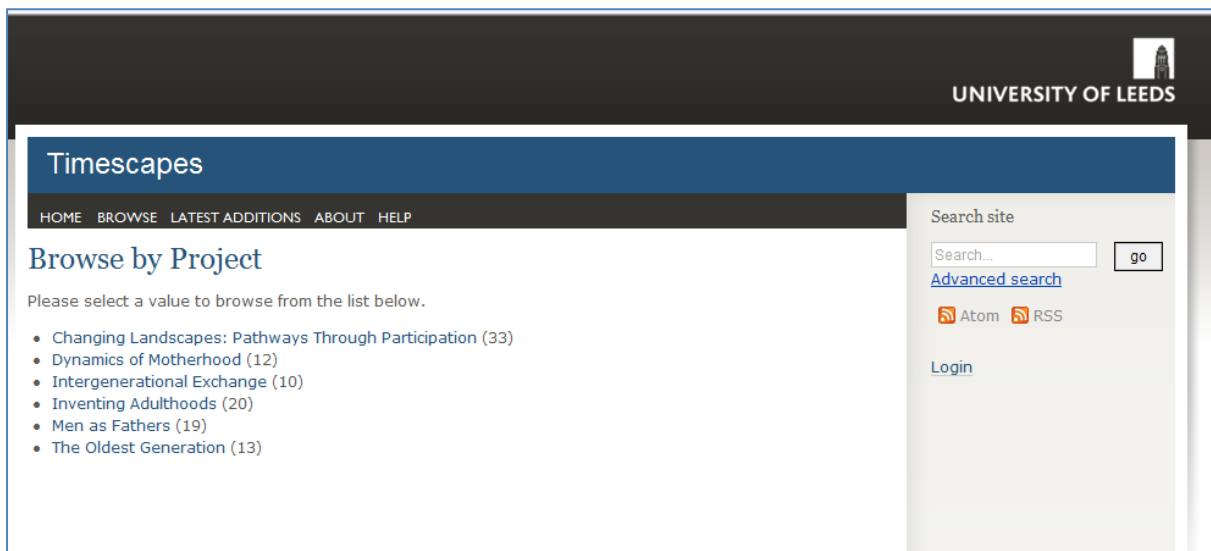 UNIVERSITY OF LEEDS
Timescapes
HOME BROWSE LATEST ADDITIONS ABOUT HELP
Browse by Project
Please select a value to browse from the list below.
• Changing Landscapes: Pathways Through Participation (33)
• Dynamics of Motherhood (12)
• Intergenerational Exchange (10)
• Inventing Adulthoods (20)
• Men as Fathers (19)
• The Oldest Generation (13)
Search site
Search... go
Advanced search
Atom RSS
Login